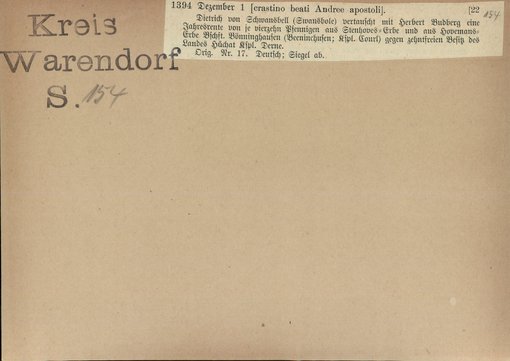 Kreis
Warendorf
S. 154
1394 Dezember 1 [crastino beati Andree apostoli]. [22
154
Dietrich von Schwansbell (Swansbole) vertauscht mit Herbert Budberg eine
Jahresrente von je vierzehn Pfennigen aus Stenhoves-Erbe und aus Hovemans-
Erbe Bschft. Bönninghausen (Benninchusen; Kspl. Courl) gegen zehntfreien Besitz des
Landes Hüchat Kspl. Derne.
Orig. Nr. 17. Deutsch; Siegel ab.